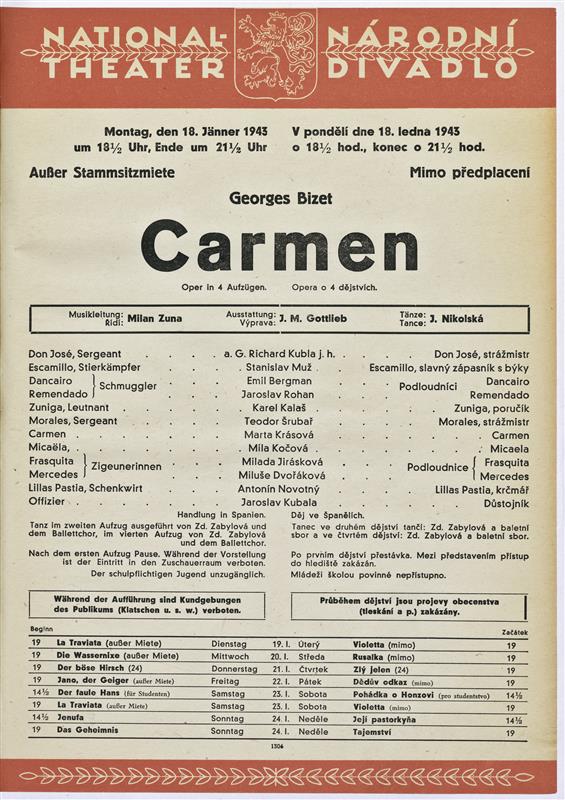 NATIONAL-THEATER
NÁRODNÍ DIVADLO
Montag, den 18. Jänner 1943
um 18½ Uhr, Ende um 21½ Uhr
V pondělí dne 18. ledna 1943
o 18½ hod., konec o 21½ hod.
Außer Stammsitzmiete
Mimo předplacení
Georges Bizet
Carmen
Oper in 4 Aufzügen. Opera o 4 dějstvích.
Musikleitung: Řídí: Milan Zuna
Ausstattung: Výprava: J. M. Gottlieb
Tänze: Tance: J. Nikolská
Don José, Sergeant . . . . a. G. Richard Kubla j. h. . . . . Don José, strážmistr
Escamillo, Stierkämpfer . . . Stanislav Muž . Escamillo, slavný zápasník s býky
Dancairo } Schmuggler . . . Emil Bergman . . Podloudníci { Dancairo
Remendado } Schmuggler . . . Jaroslav Rohan . . Podloudníci { Remendado
Zuniga, Leutnant . . . . Karel Kalaš . . . . Zuniga, poručík
Morales, Sergeant . . . . Teodor Šrubař . . . . Morales, strážmistr
Carmen . . . . . . Marta Krásová . . . . . Carmen
Micaëla, . . . . . . Mila Kočová . . . . . Micaela
Frasquita } Zigeunerinnen . . . Milada Jirásková . . Podloudnice { Frasquita
Mercedes } Zigeunerinnen . . . Miluše Dvořáková . . Podloudnice { Mercedes
Lillas Pastia, Schenkwirt . . . Antonín Novotný . . . Lillas Pastia, krčmář
Offizier . . . . . . Jaroslav Kubala . . . . . Důstojník
Handlung in Spanien.
Tanz im zweiten Aufzug ausgeführt von Zd. Zabylová und
dem Ballettchor, im vierten Aufzug von Zd. Zabylová
und dem Ballettchor.
Nach dem ersten Aufzug Pause. Während der Vorstellung
ist der Eintritt in den Zuschauerraum verboten.
Der schulpflichtigen Jugend unzugänglich.
Děj ve Španělích.
Tanec ve druhém dějství tančí: Zd. Zabylová a baletní
sbor a ve čtvrtém dějství: Zd. Zabylová a baletní sbor.
Po prvním dějství přestávka. Mezi představením přístup
do hlediště zakázán.
Mládeži školou povinné nepřístupno.
Während der Aufführung sind Kundgebungen
des Publikums (Klatschen u. s. w.) verboten.
Průběhem dějství jsou projevy obecenstva
(tleskání a p.) zakázány.
Beginn Začátek
19 La Traviata (außer Miete) Dienstag 19. I. Úterý Violetta (mimo) 19
19 Die Wassernixe (außer Miete) Mittwoch 20. I. Středa Rusalka (mimo) 19
19 Der böse Hirsch (24) Donnerstag 21. I. Čtvrtek Zlý jelen (24) 19
19 Jano, der Geiger (außer Miete) Freitag 22. I. Pátek Dědův odkaz (mimo) 19
14½ Der faule Hans (für Studenten) Samstag 23. I. Sobota Pohádka o Honzovi (pro studentstvo) 14½
19 La Traviata (außer Miete) Samstag 23. I. Sobota Violetta (mimo) 19
14½ Jenufa Sonntag 24. I. Neděle Její pastorkyňa 14½
19 Das Geheimnis Sonntag 24. I. Neděle Tajemství 19
1306